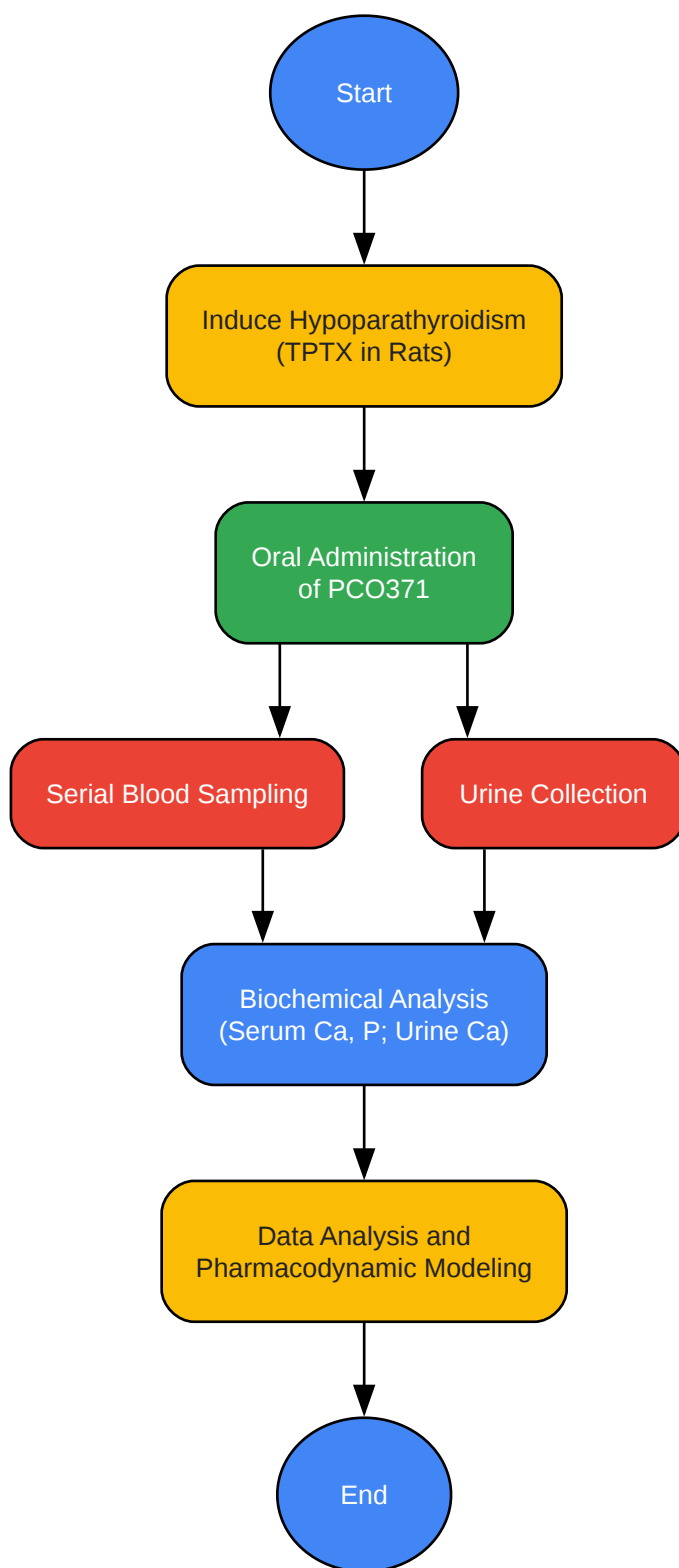 Start
Induce Hypoparathyroidism
(TPTX in Rats)
Oral Administration
of PCO371
Serial Blood Sampling
Urine Collection
Biochemical Analysis
(Serum Ca, P; Urine Ca)
Data Analysis and
Pharmacodynamic Modeling
End